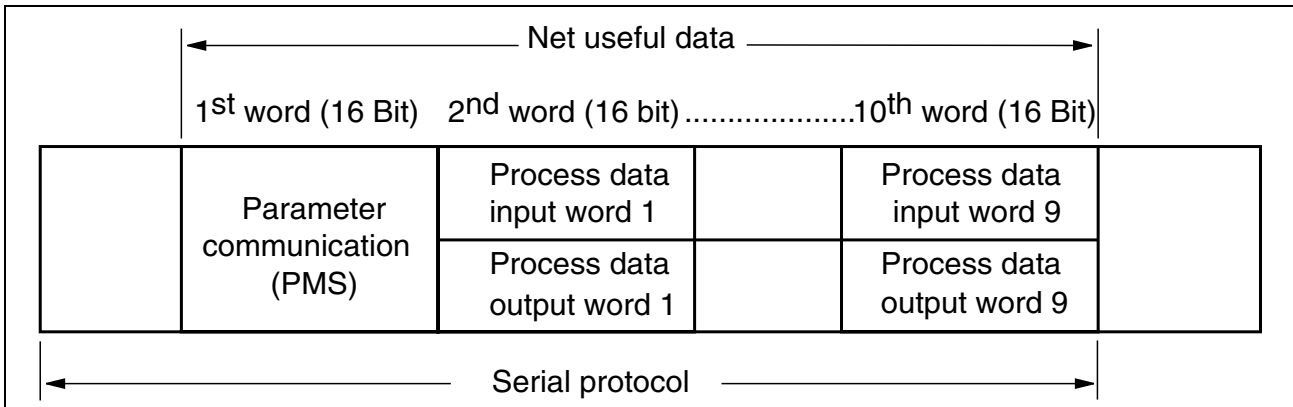 Net useful data
1st word (16 Bit) 2nd word (16 bit)....................10th word (16 Bit)
Parameter
communication
(PMS)
Process data
input word 1
Process data
output word 1
Process data
input word 9
Process data
output word 9
Serial protocol